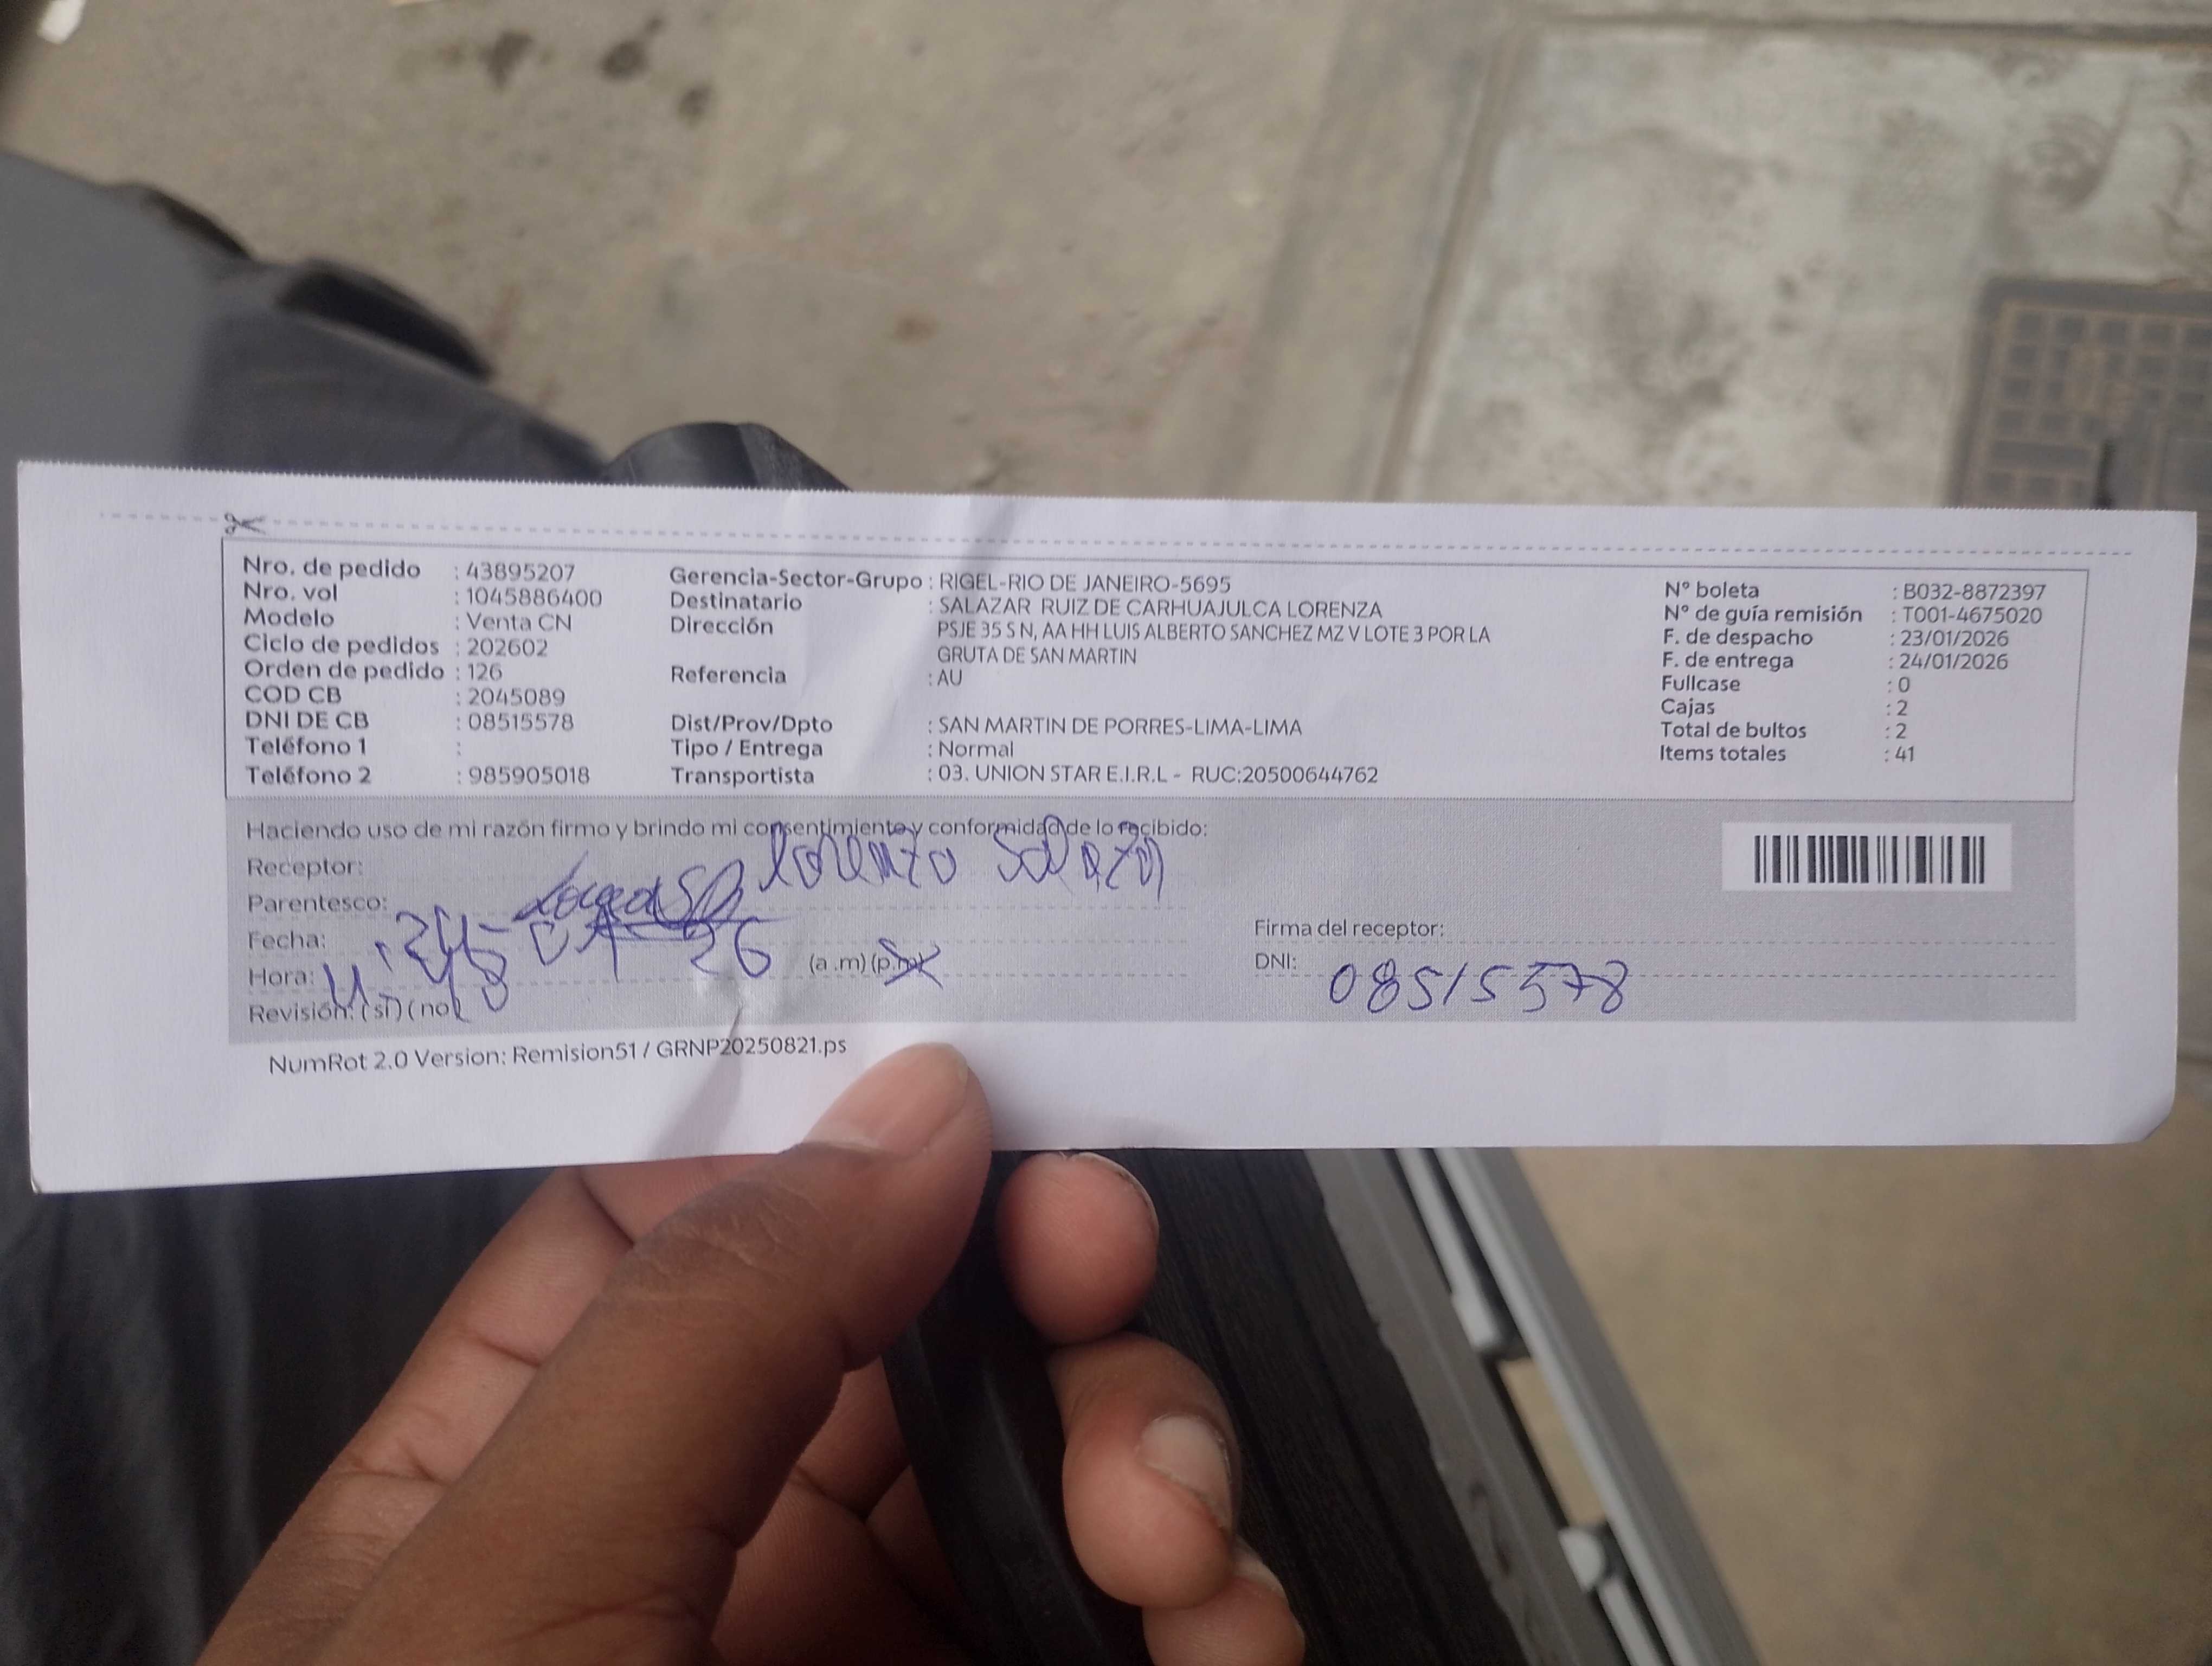 Nro. de pedido : 43895207
Nro. vol : 1045886400
Modelo : Venta CN
Ciclo de pedidos : 202602
Orden de pedido : 126
COD CB : 2045089
DNI DE CB : 08515578
Teléfono 1 :
Teléfono 2 : 985905018
Gerencia-Sector-Grupo : RIGEL-RIO DE JANEIRO-5695
Destinatario : SALAZAR RUIZ DE CARHUAJULCA LORENZA
Dirección PSJE 35 S N, AA HH LUIS ALBERTO SANCHEZ MZ V LOTE 3 POR LA
GRUTA DE SAN MARTIN
Referencia : AU
Dist/Prov/Dpto : SAN MARTIN DE PORRES-LIMA-LIMA
Tipo / Entrega : Normal
Transportista : 03. UNION STAR E.I.R.L - RUC:20500644762
N° boleta : B032-8872397
N° de guía remisión : T001-4675020
F. de despacho : 23/01/2026
F. de entrega : 24/01/2026
Fullcase : 0
Cajas : 2
Total de bultos : 2
Items totales : 41
Haciendo uso de mi razón firmo y brindo mi consentimiento y conformidad de lo recibido:
Receptor: Lorenzo Salazar
Parentesco:
Fecha: 24 01 26
Hora: (a .m) (p.m)
Revisión: ( si ) ( no )
Firma del receptor:
DNI: 08515578
NumRot 2.0 Version: Remision51 / GRNP20250821.ps